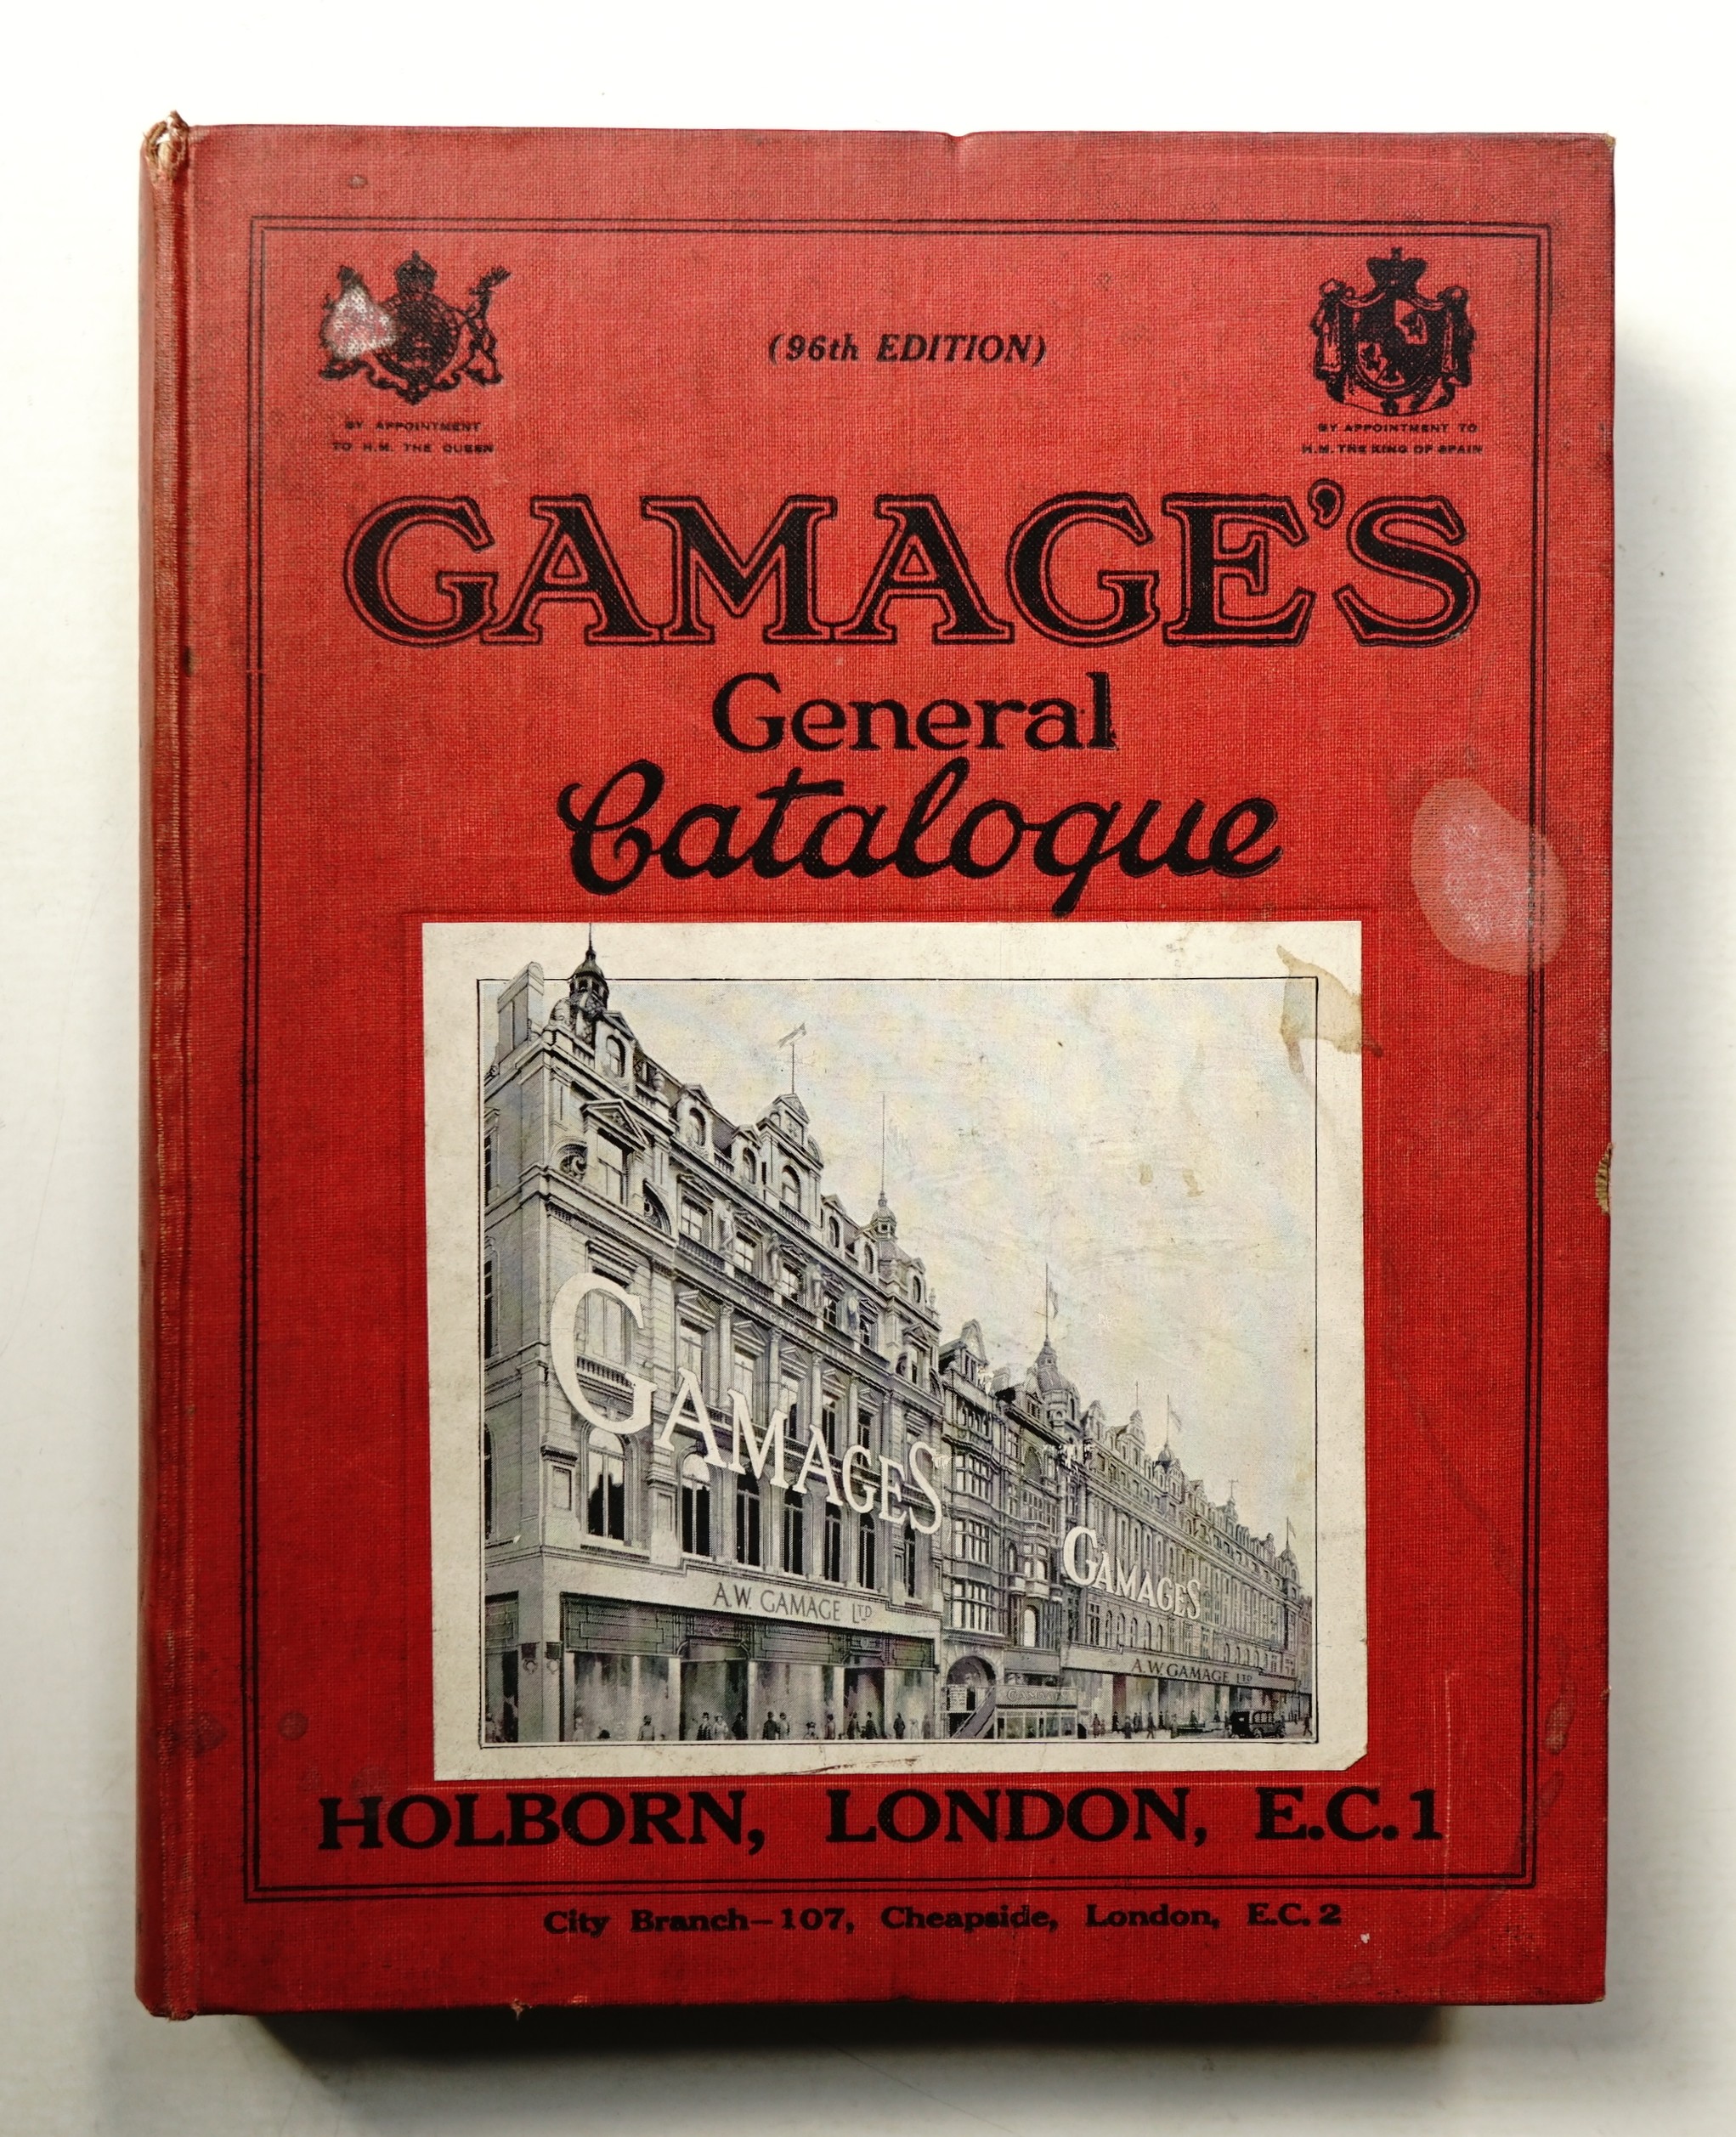 (96th EDITION)
BY APPOINTMENT
TO H.M. THE QUEEN
BY APPOINTMENT TO
H.M. THE KING OF SPAIN
GAMAGE'S
General
Catalogue
GAMAGES
GAMAGES
A.W. GAMAGE LTD
A.W. GAMAGE LTD
HOLBORN, LONDON, E.C.1
City Branch—107, Cheapside, London, E.C. 2